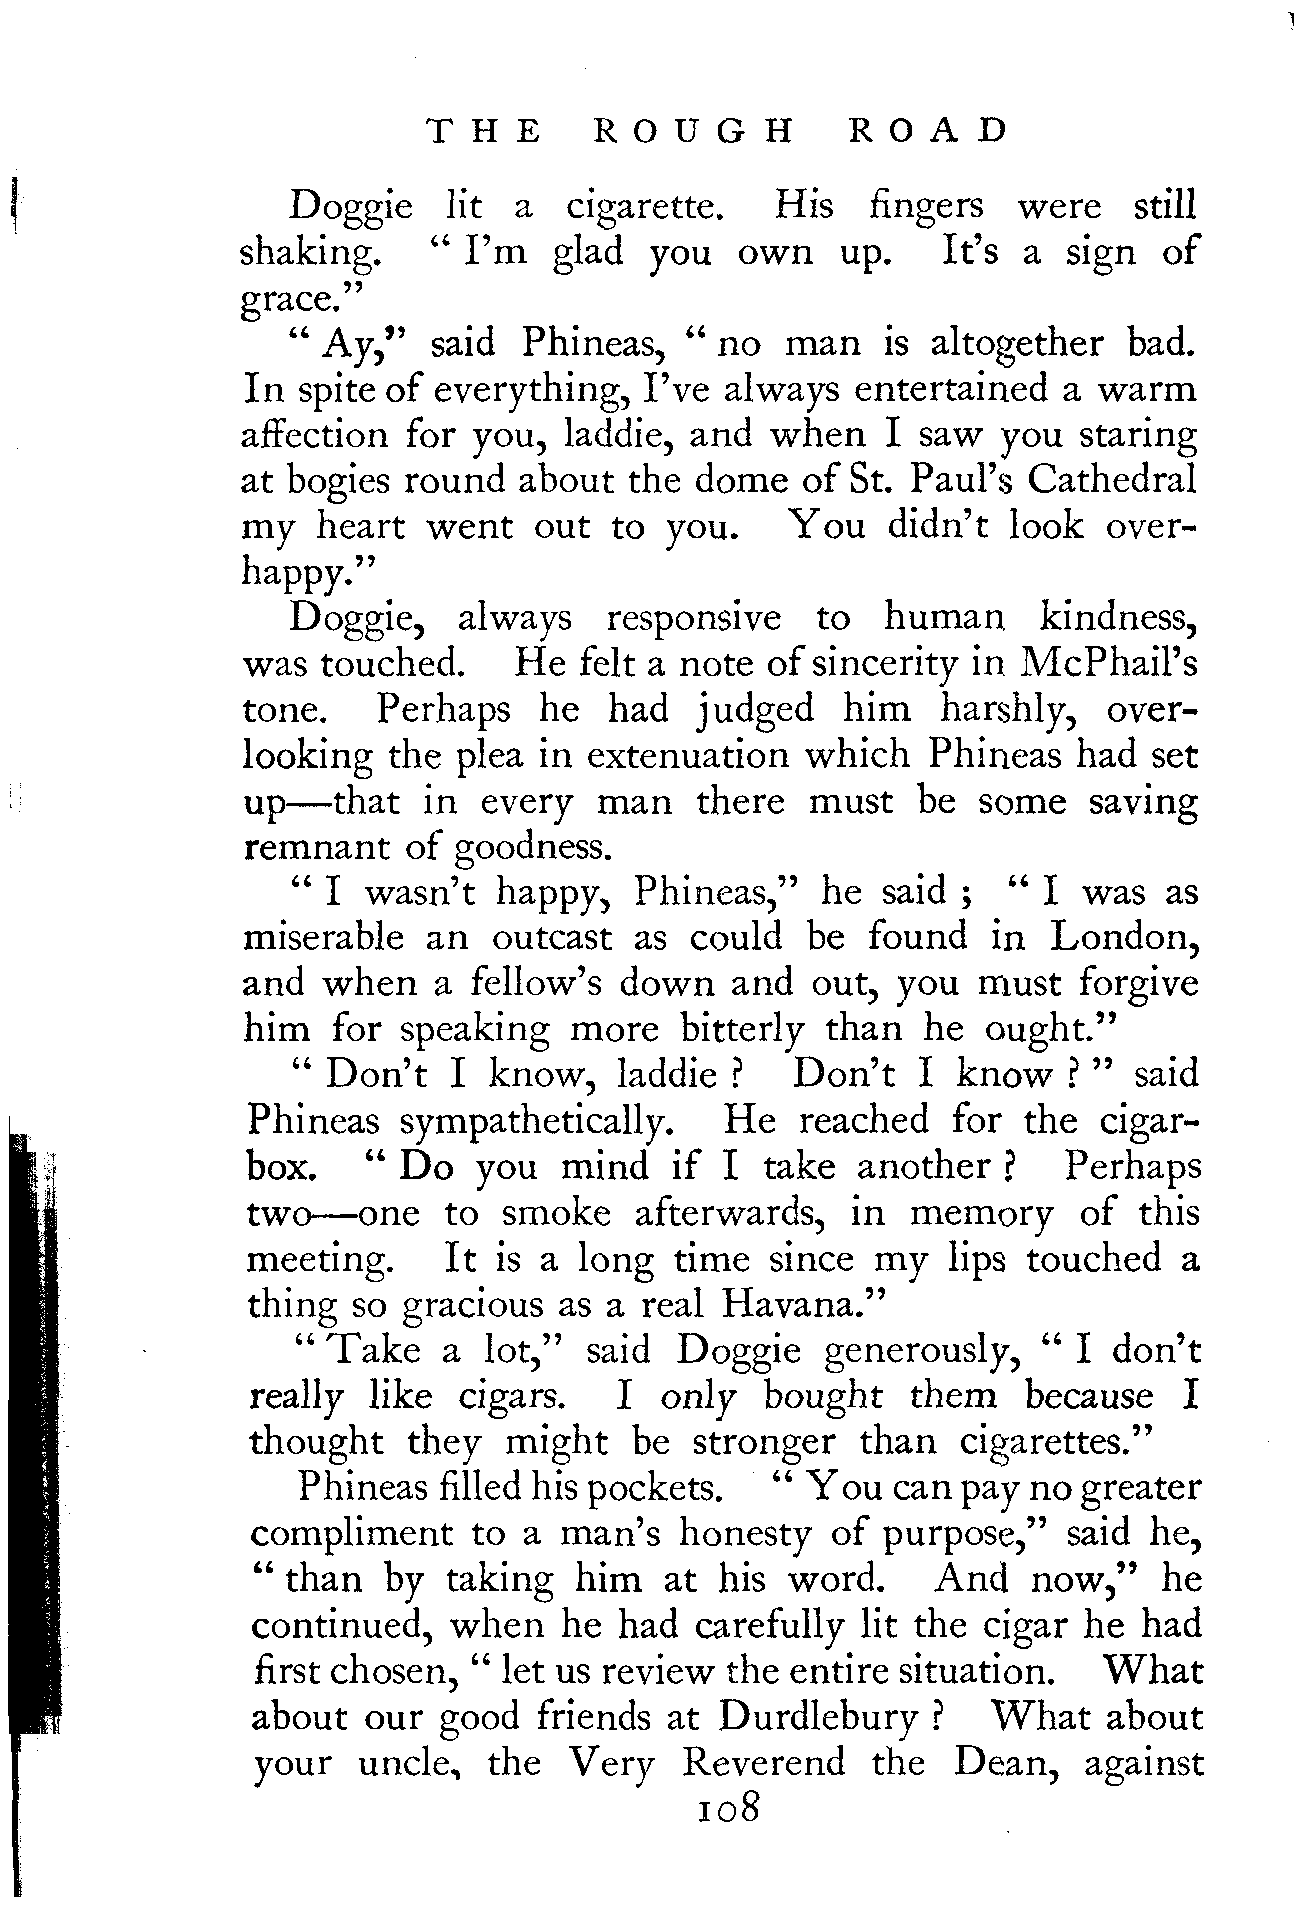 THE ROUGH ROAD
Doggie lit a cigarette. His fingers were still
shaking. “ I’m glad you own up. It’s a sign of
grace.”
“ Ay,” said Phineas, “ no man is altogether bad.
In spite of everything, I’ve always entertained a warm
affection for you, laddie, and when I saw you staring
at bogies round about the dome of St. Paul’s Cathedral
my heart went out to you. You didn’t look over-
happy.”
Doggie, always responsive to human kindness,
was touched. He felt a note of sincerity in McPhail’s
tone. Perhaps he had judged him harshly, over-
looking the plea in extenuation which Phineas had set
up—that in every man there must be some saving
remnant of goodness.
“ I wasn’t happy, Phineas,” he said ; “ I was as
miserable an outcast as could be found in London,
and when a fellow’s down and out, you must forgive
him for speaking more bitterly than he ought.”
“ Don’t I know, laddie ? Don’t I know ? ” said
Phineas sympathetically. He reached for the cigar-
box. “ Do you mind if I take another ? Perhaps
two—one to smoke afterwards, in memory of this
meeting. It is a long time since my lips touched a
thing so gracious as a real Havana.”
“ Take a lot,” said Doggie generously, “ I don’t
really like cigars. I only bought them because I
thought they might be stronger than cigarettes.”
Phineas filled his pockets. “ You can pay no greater
compliment to a man’s honesty of purpose,” said he,
“ than by taking him at his word. And now,” he
continued, when he had carefully lit the cigar he had
first chosen, “ let us review the entire situation. What
about our good friends at Durdlebury ? What about
your uncle, the Very Reverend the Dean, against
108